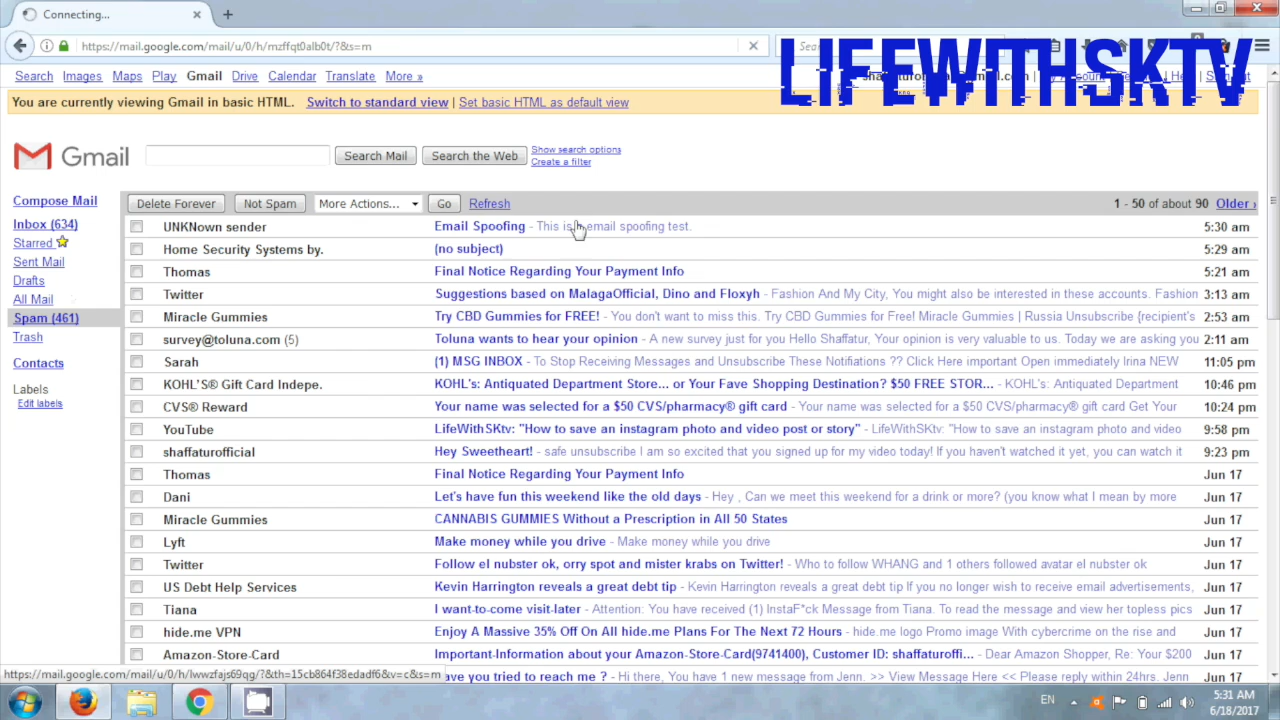 Connecting...
https://mail.google.com/mail/u/0/h/mzffqt0alb0t/?&ts=m
LIFEWITHSKTV
Search Images Maps Play Gmail Drive Calendar Translate More »
You are currently viewing Gmail in basic HTML. Switch to standard view | Set basic HTML as default view
Gmail Search Mail Search the Web Show search options
Create a filter
Compose Mail
Inbox (634)
Starred
Sent Mail
Drafts
All Mail
Spam (461)
Trash
Contacts
Labels
Edit labels
Delete Forever Not Spam More Actions... Go Refresh 1 - 50 of about 90 Older ›
UNKNown sender Email Spoofing - This is email spoofing test. 5:30 am
Home Security Systems by. (no subject) 5:29 am
Thomas Final Notice Regarding Your Payment Info 5:21 am
Twitter Suggestions based on MalagaOfficial, Dino and Floxyh - Fashion And My City, You might also be interested in these accounts. Fashion 3:13 am
Miracle Gummies Try CBD Gummies for FREE! - You don't want to miss this. Try CBD Gummies for Free! Miracle Gummies | Russia Unsubscribe {recipient's 2:53 am
survey@toluna.com (5) Toluna wants to hear your opinion - A new survey just for you Hello Shaffatur, Your opinion is very valuable to us. Today we are asking you 2:11 am
Sarah (1) MSG INBOX - To Stop Receiving Messages and Unsubscribe These Notifiations ?? Click Here important Open immediately Irina NEW 11:05 pm
KOHL'S® Gift Card Indepe. KOHL's: Antiquated Department Store... or Your Fave Shopping Destination? $50 FREE STOR... - KOHL's: Antiquated Department 10:46 pm
CVS® Reward Your name was selected for a $50 CVS/pharmacy® gift card - Your name was selected for a $50 CVS/pharmacy® gift card Get Your 10:24 pm
YouTube LifeWithSKtv: "How to save an instagram photo and video post or story" - LifeWithSKtv: "How to save an instagram photo and video 9:58 pm
shaffaturofficial Hey Sweetheart! - safe unsubscribe I am so excited that you signed up for my video today! If you haven't watched it yet, you can watch it 9:23 pm
Thomas Final Notice Regarding Your Payment Info Jun 17
Dani Let's have fun this weekend like the old days - Hey , Can we meet this weekend for a drink or more? (you know what I mean by more Jun 17
Miracle Gummies CANNABIS GUMMIES Without a Prescription in All 50 States Jun 17
Lyft Make money while you drive - Make money while you drive Jun 17
Twitter Follow el nubster ok, orry spot and mister krabs on Twitter! - Who to follow WHANG and 1 others followed avatar el nubster ok Jun 17
US Debt Help Services Kevin Harrington reveals a great debt tip - Kevin Harrington reveals a great debt tip If you no longer wish to receive email advertisements, Jun 17
Tiana I want-to-come visit-later - Attention: You have received (1) InstaF*ck Message from Tiana. To read the message and view her topless pics Jun 17
hide.me VPN Enjoy A Massive 35% Off On All hide.me Plans For The Next 72 Hours - hide.me logo Promo image With cybercrime on the rise and Jun 17
Amazon-Store-Card Important-Information about your Amazon-Store-Card(9741400), Customer ID: shaffaturoffi... - Dear Amazon Shopper, Re: Your $200 Jun 17
ave you tried to reach me ? - Hi there, You have 1 new message from Jenn. >> View Message Here << Please reply within 24hrs. Jenn Jun 17
https://mail.google.com/mail/u/0/h/lwwzfajs69qg/?&th=15cb864f38edadf6&v=c&s=m
EN 5:31 AM
6/18/2017